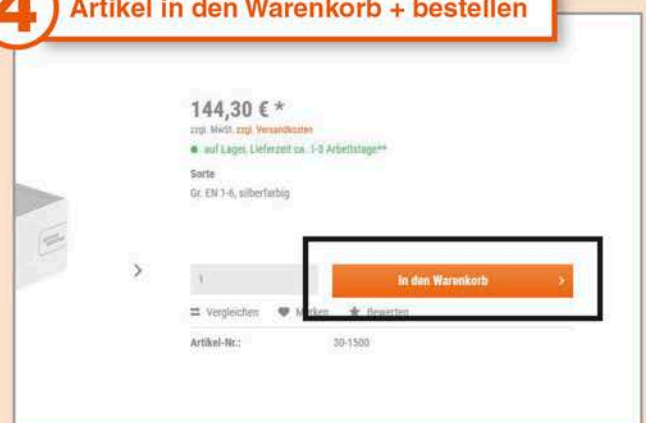 4
Artikel in den Warenkorb + bestellen
144,30 € *
zzgl. MwSt. zzgl. Versandkosten
auf Lager, Lieferzeit ca. 1-3 Arbeitstage**
Sorte
Gr. EN 1-6, silberfarbig
1
In den Warenkorb
Vergleichen Merken Bewerten
Artikel-Nr.: 30-1500